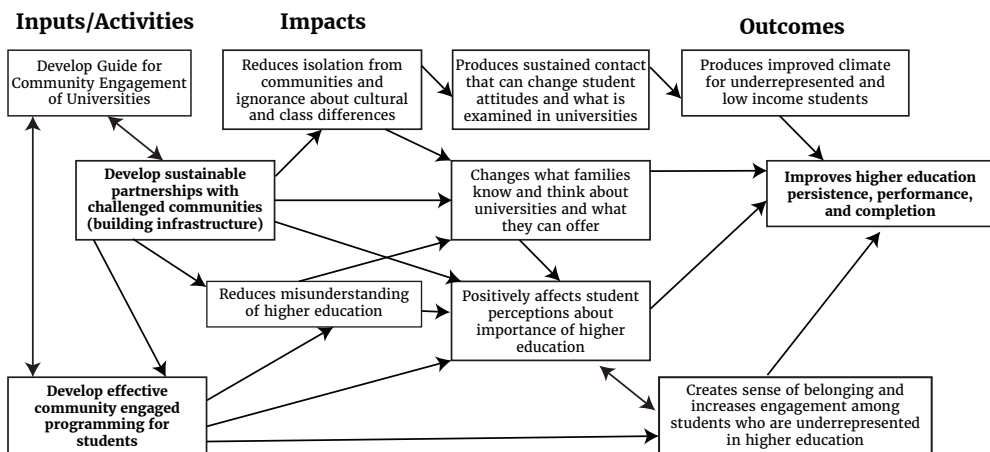 Inputs/Activities
Impacts
Outcomes
Develop Guide for
Community Engagement
of Universities
Reduces isolation from
communities and
ignorance about cultural
and class differences
Produces sustained contact
that can change student
attitudes and what is
examined in universities
Produces improved climate
for underrepresented and
low income students
Develop sustainable
partnerships with
challenged communities
(building infrastructure)
Changes what families
know and think about
universities and what
they can offer
Improves higher education
persistence, performance,
and completion
Reduces misunderstanding
of higher education
Positively affects student
perceptions about
importance of higher
education
Develop effective
community engaged
programming for
students
Creates sense of belonging and
increases engagement among
students who are underrepresented
in higher education